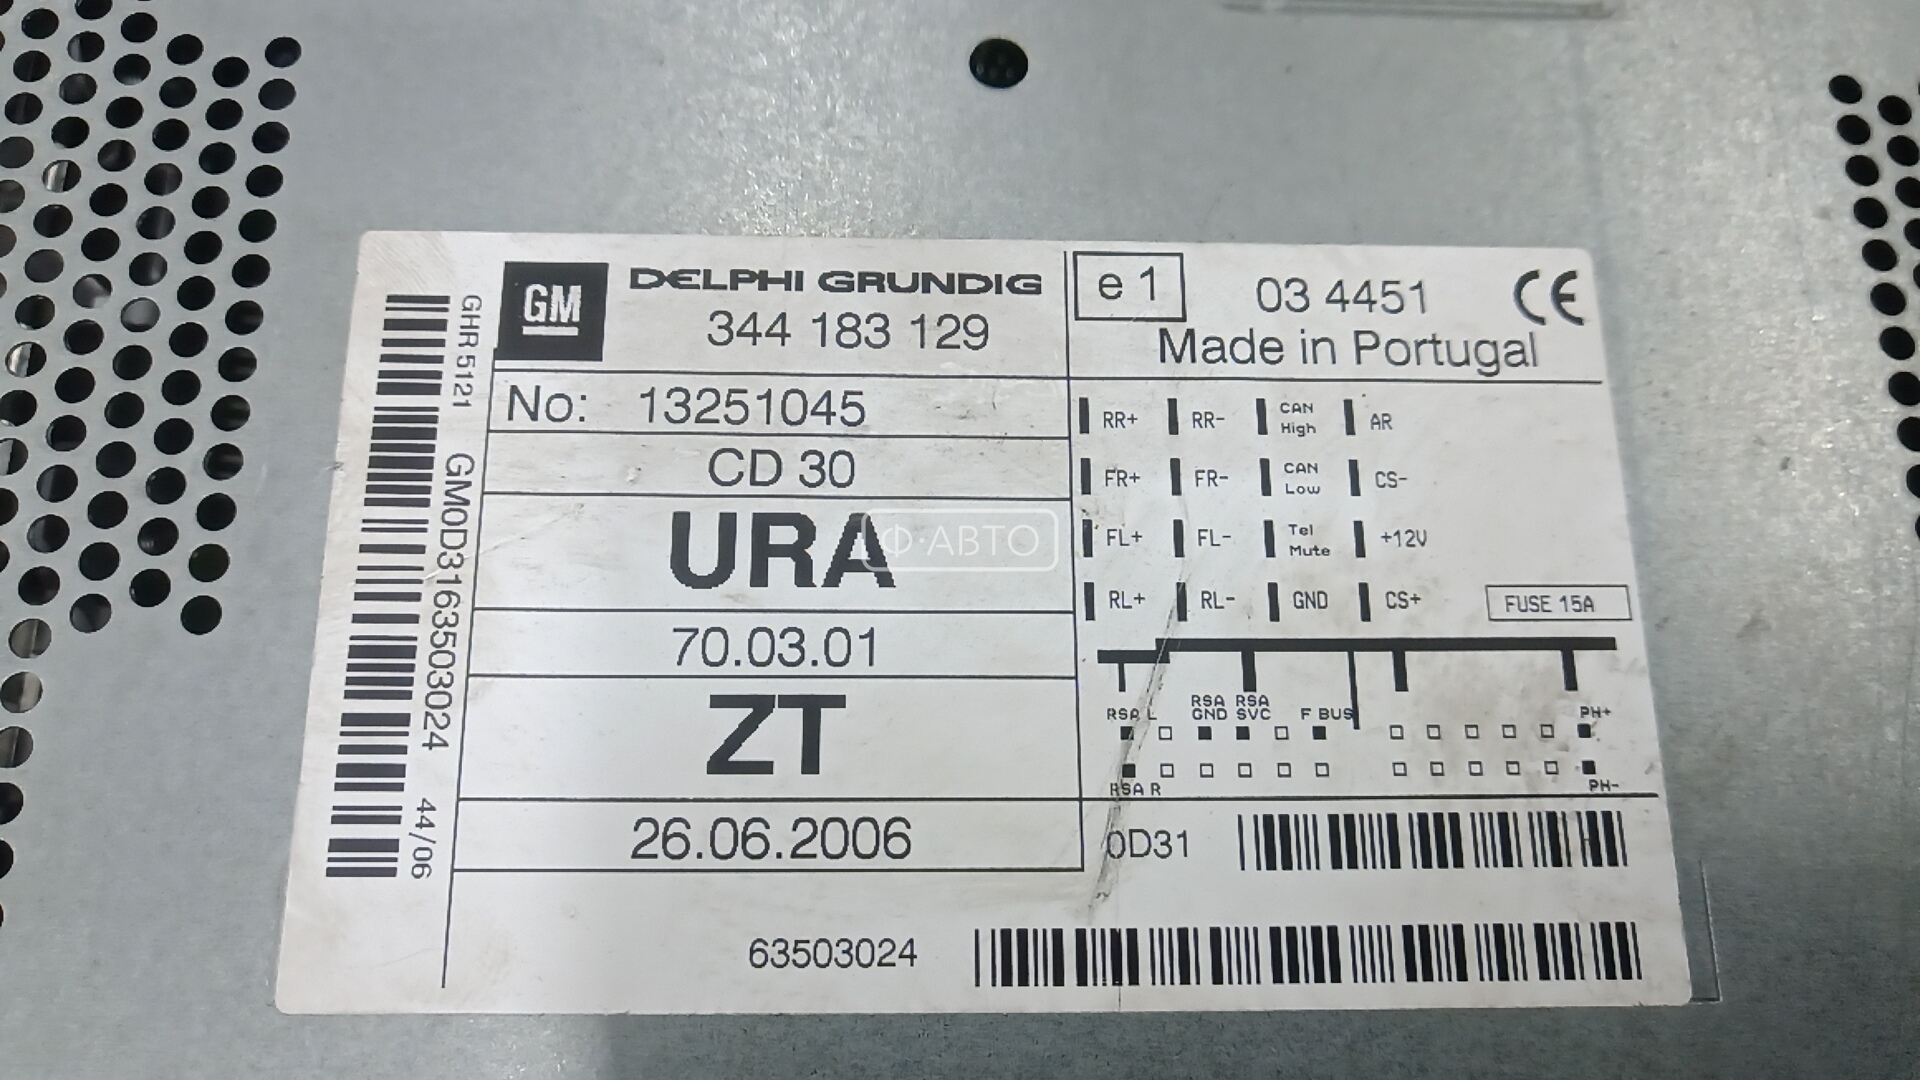 GM
DELPHI GRUNDIG
344 183 129
No: 13251045
CD 30
URA
70.03.01
ZT
26.06.2006
63503024
GHR 5121 GM0D3163503024 44/06
e 1
03 4451 CE
Made in Portugal
RR+ RR- CAN High AR
FR+ FR- CAN Low CS-
FL+ FL- Tel Mute +12V
RL+ RL- GND CS+
FUSE 15A
RSA L RSA GND RSA SVC F BUS PH+
RSA R PH-
0D31
Ф·АВТО